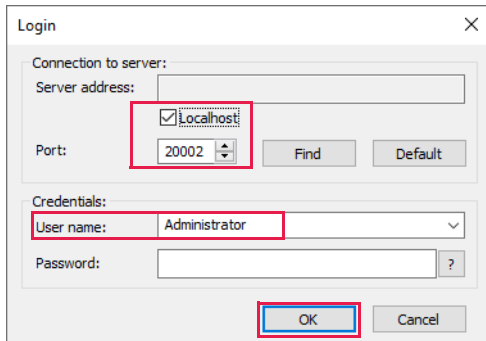 Login
Connection to server:
Server address:
Localhost
Port: 20002 Find Default
Credentials:
User name: Administrator
Password: ?
OK Cancel